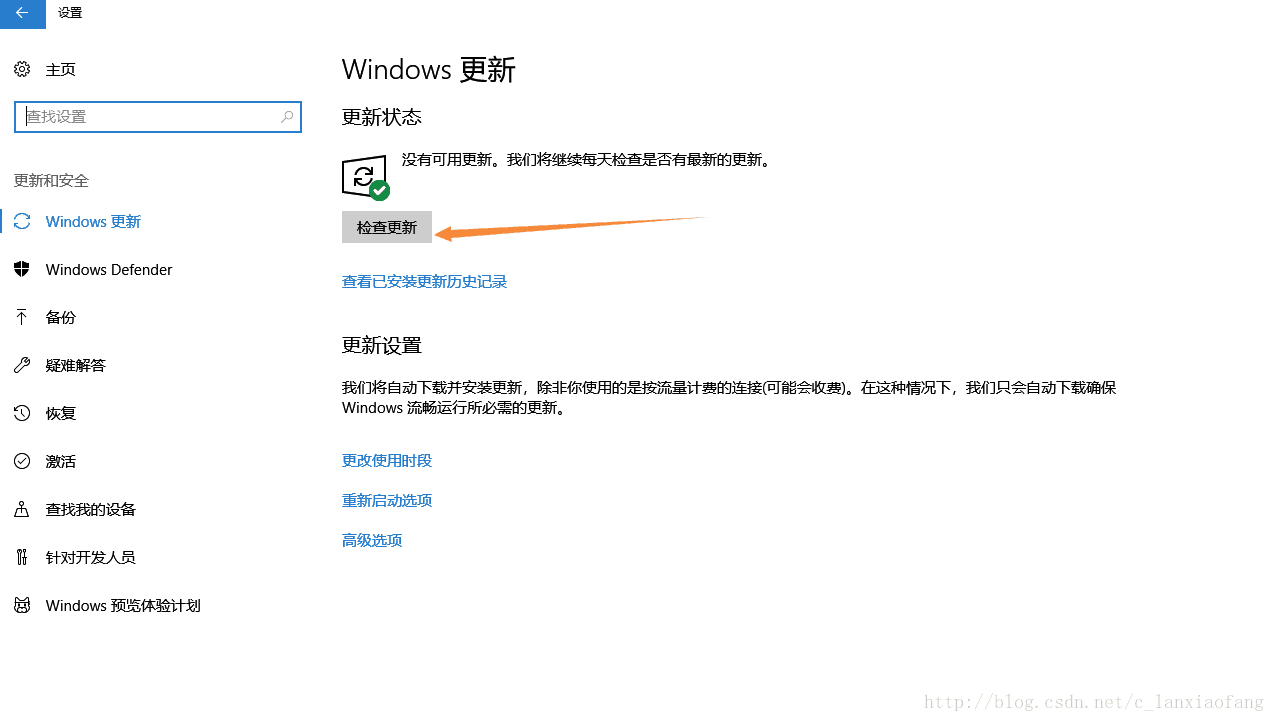 设置
主页
查找设置
更新和安全
Windows 更新
Windows Defender
备份
疑难解答
恢复
激活
查找我的设备
针对开发人员
Windows 预览体验计划
Windows 更新
更新状态
没有可用更新。我们将继续每天检查是否有最新的更新。
检查更新
查看已安装更新历史记录
更新设置
我们将自动下载并安装更新，除非你使用的是按流量计费的连接(可能会收费)。在这种情况下，我们只会自动下载确保
Windows 流畅运行所必需的更新。
更改使用时段
重新启动选项
高级选项
http://blog.csdn.net/c_lanxiaofang